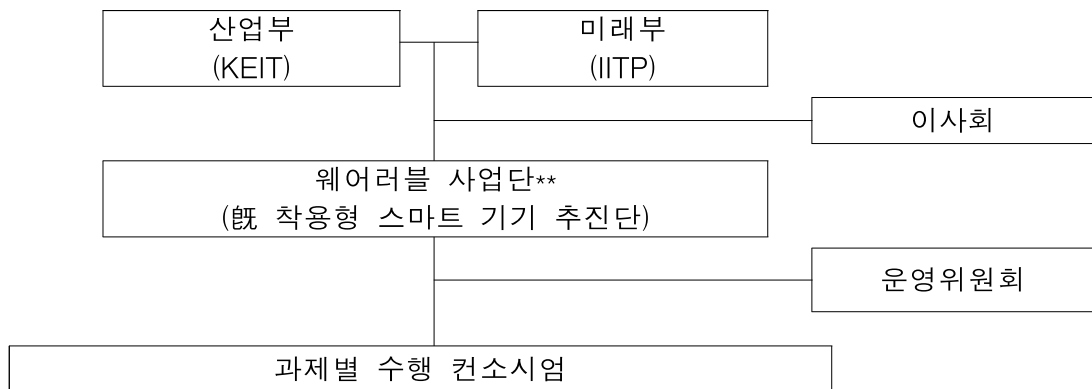 산업부
(KEIT)
미래부
(IITP)
이사회
웨어러블 사업단**
(旣 착용형 스마트 기기 추진단)
운영위원회
과제별 수행 컨소시엄